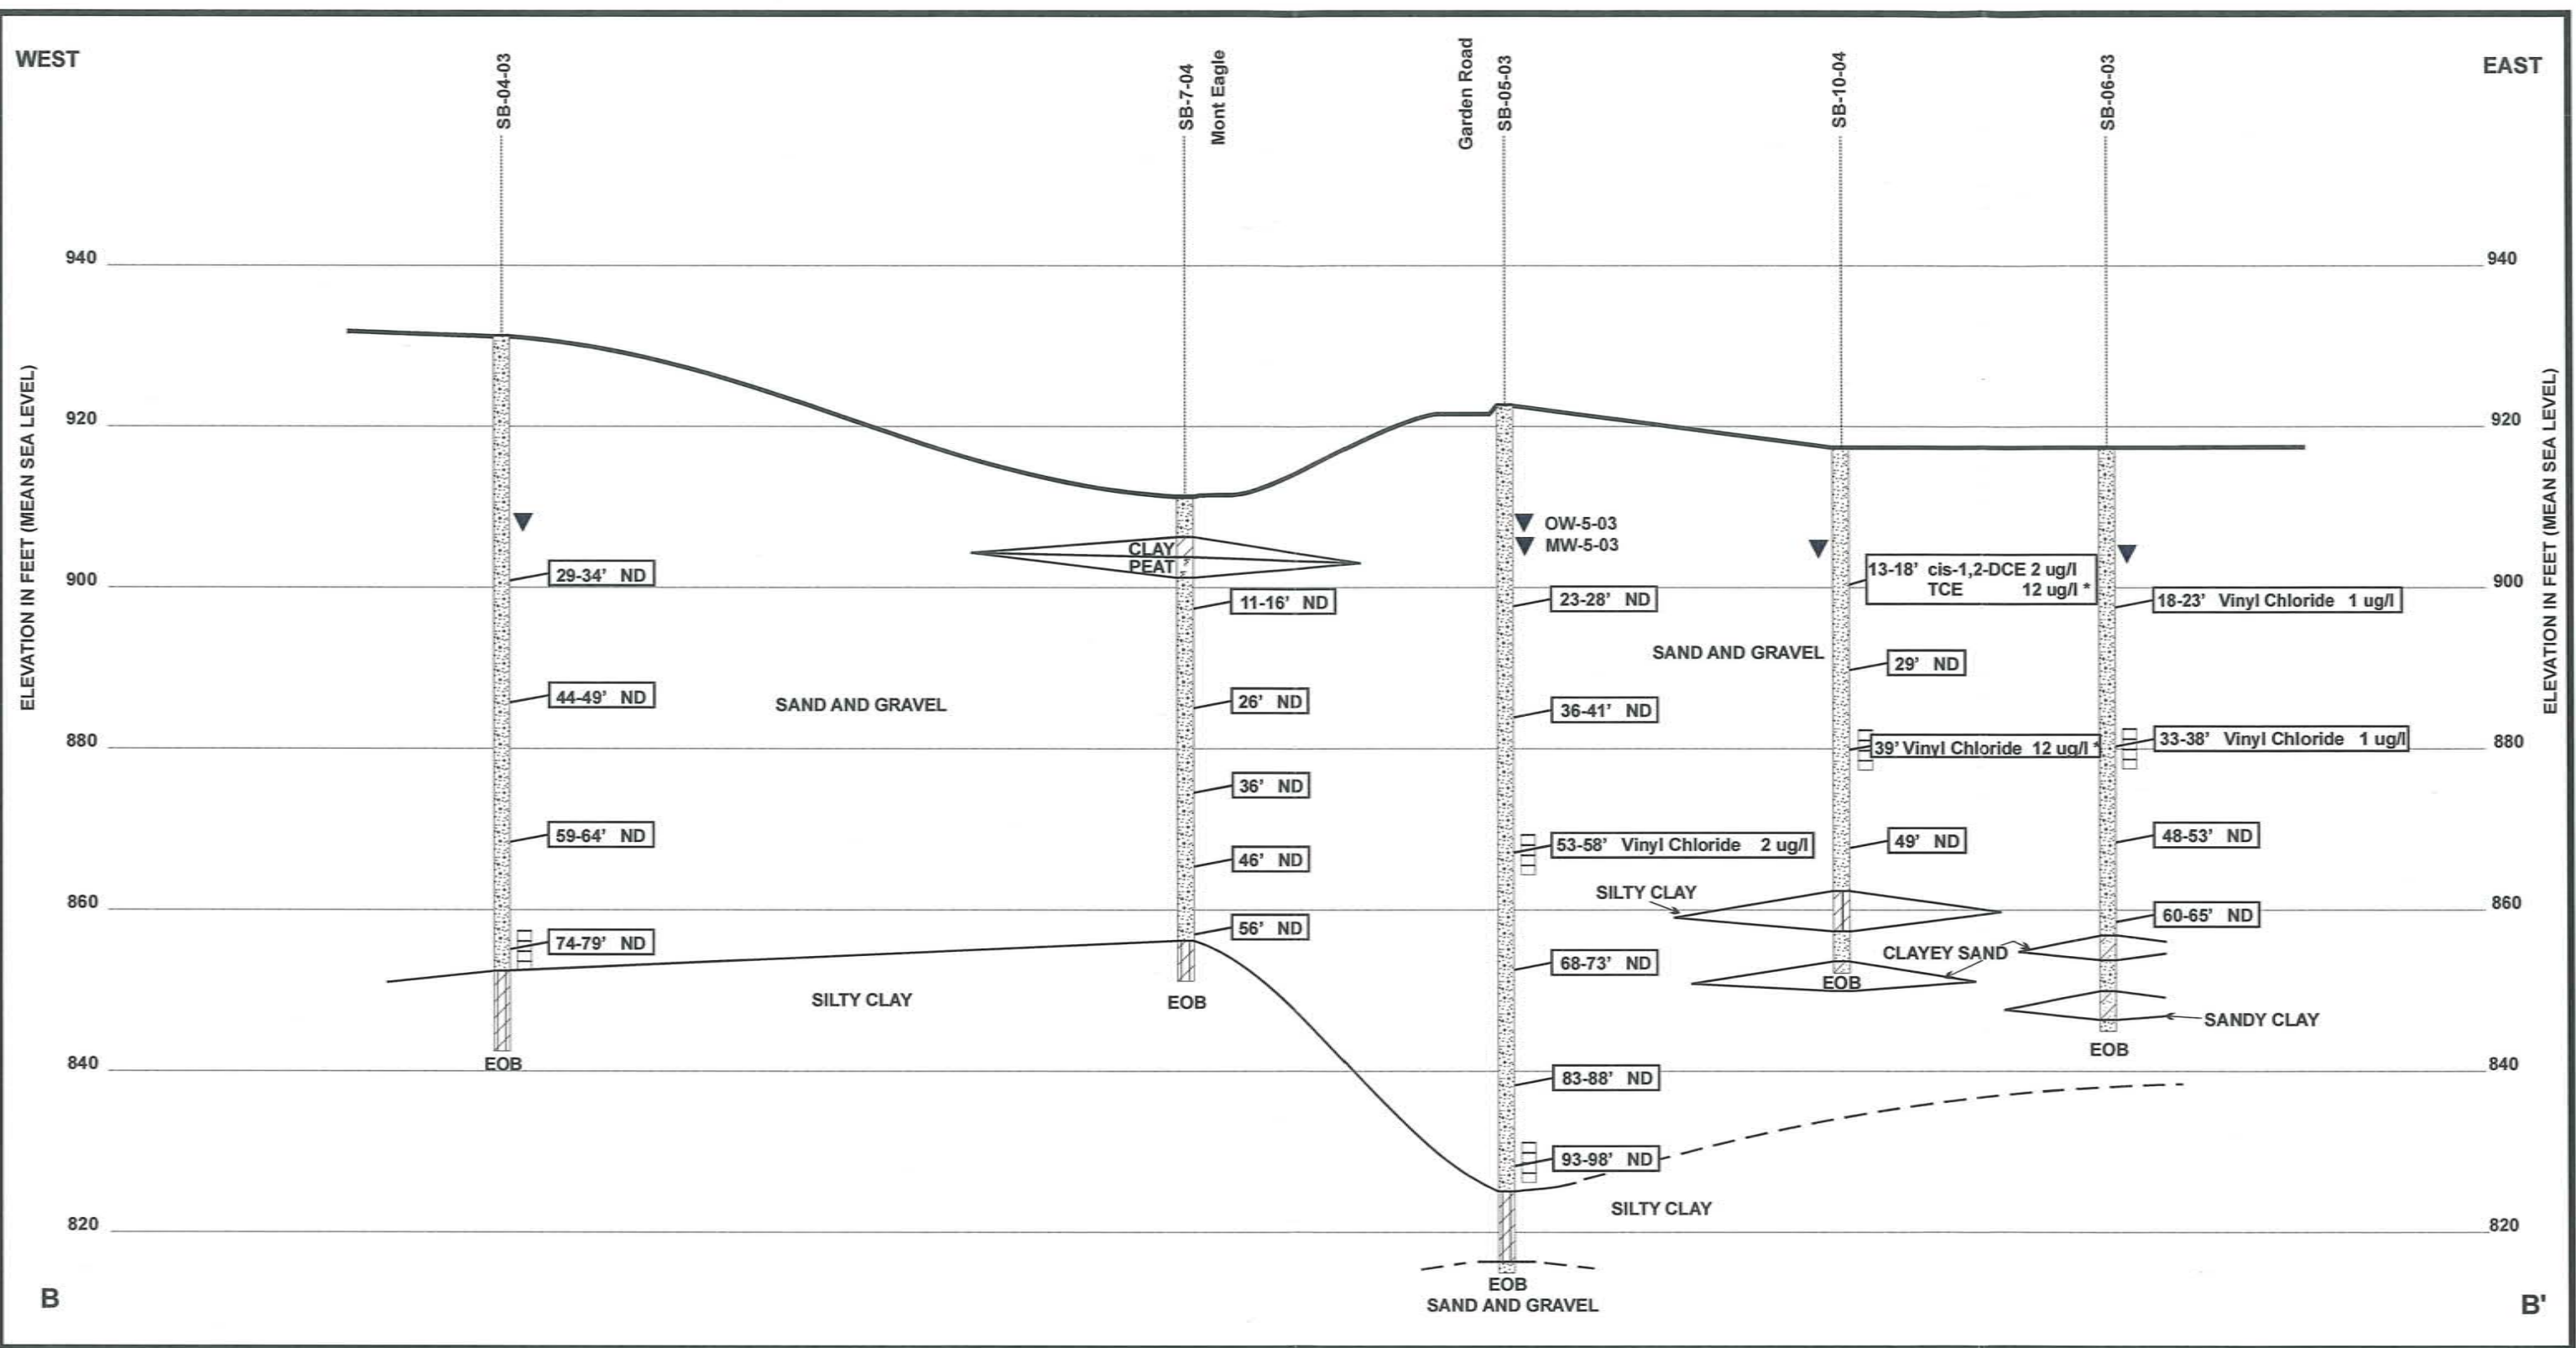 WEST
EAST
SB-04-03
SB-7-04
Mont Eagle
Garden Road
SB-05-03
SB-10-04
SB-06-03
ELEVATION IN FEET (MEAN SEA LEVEL)
ELEVATION IN FEET (MEAN SEA LEVEL)
940
940
920
920
900
900
880
880
860
860
840
840
820
820
29-34' ND
44-49' ND
59-64' ND
74-79' ND
EOB
SAND AND GRAVEL
SILTY CLAY
CLAY
PEAT
11-16' ND
26' ND
36' ND
46' ND
56' ND
EOB
OW-5-03
MW-5-03
23-28' ND
36-41' ND
53-58' Vinyl Chloride 2 ug/l
68-73' ND
83-88' ND
93-98' ND
SILTY CLAY
EOB
SAND AND GRAVEL
SAND AND GRAVEL
13-18' cis-1,2-DCE 2 ug/l
TCE 12 ug/l *
29' ND
39' Vinyl Chloride 12 ug/l *
49' ND
SILTY CLAY
CLAYEY SAND
EOB
18-23' Vinyl Chloride 1 ug/l
33-38' Vinyl Chloride 1 ug/l
48-53' ND
60-65' ND
SANDY CLAY
EOB
B
B'